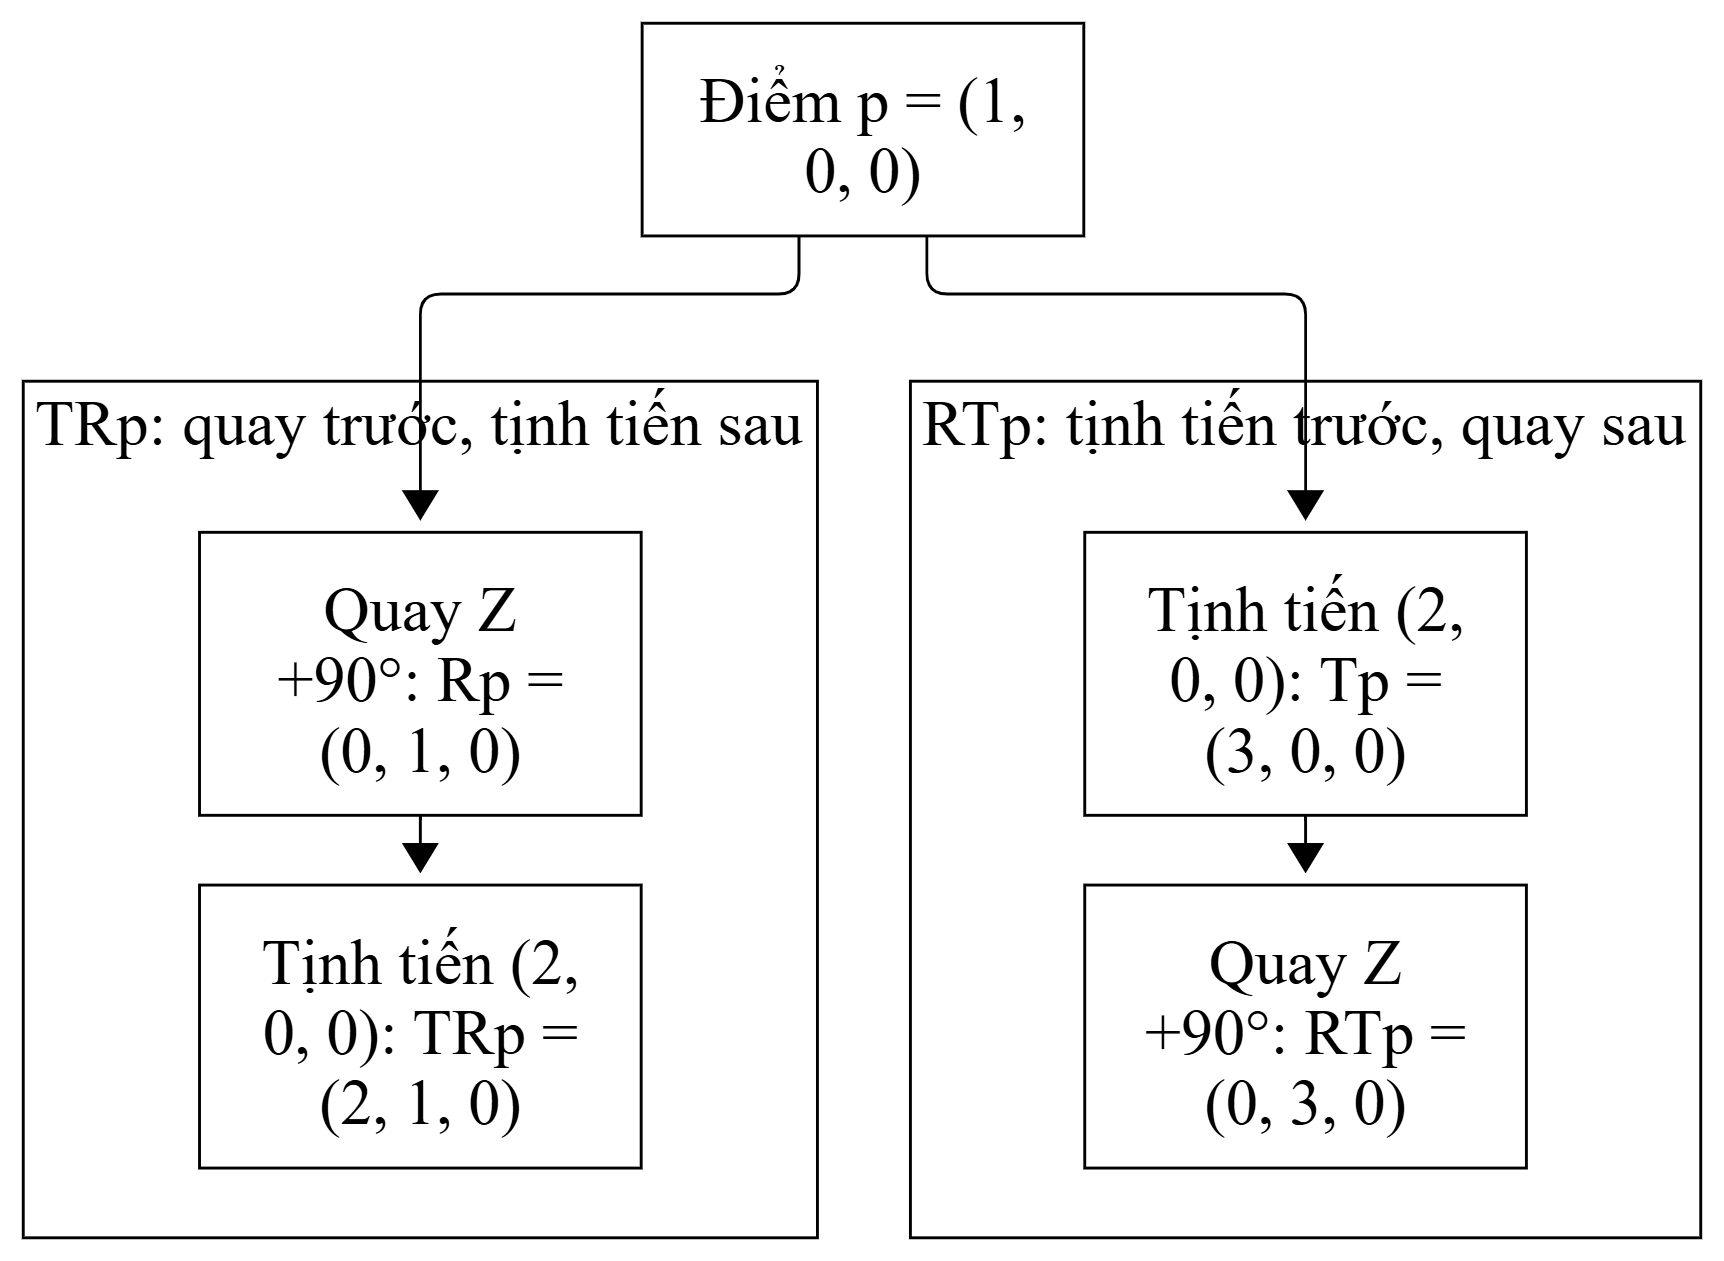 Điểm p = (1,
0, 0)
TRp: quay trước, tịnh tiến sau
Quay Z
+90°: Rp =
(0, 1, 0)
Tịnh tiến (2,
0, 0): TRp =
(2, 1, 0)
RTp: tịnh tiến trước, quay sau
Tịnh tiến (2,
0, 0): Tp =
(3, 0, 0)
Quay Z
+90°: RTp =
(0, 3, 0)